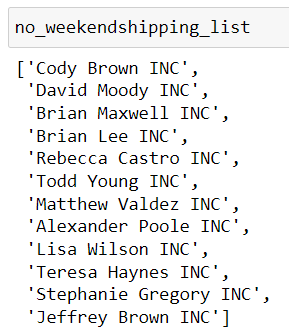 no_weekendshipping_list
['Cody Brown INC',
'David Moody INC',
'Brian Maxwell INC',
'Brian Lee INC',
'Rebecca Castro INC',
'Todd Young INC',
'Matthew Valdez INC',
'Alexander Poole INC',
'Lisa Wilson INC',
'Teresa Haynes INC',
'Stephanie Gregory INC',
'Jeffrey Brown INC']